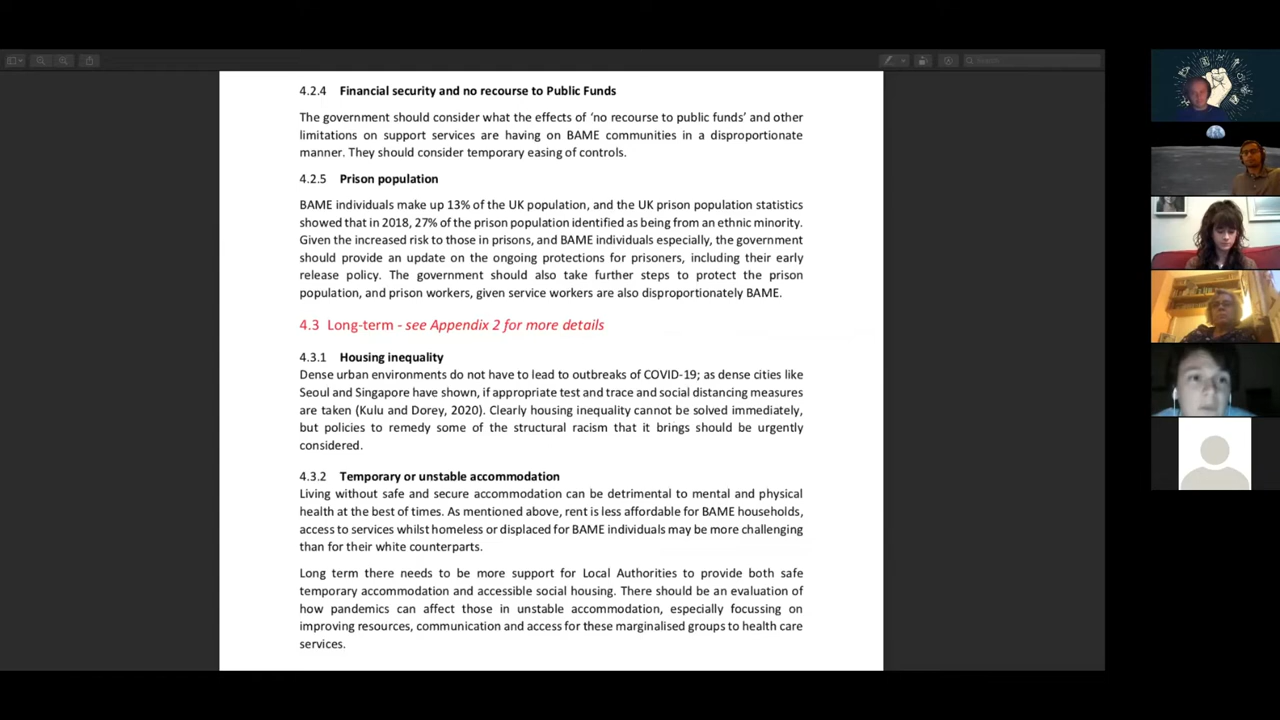 Search
4.2.4 Financial security and no recourse to Public Funds
The government should consider what the effects of ‘no recourse to public funds’ and other
limitations on support services are having on BAME communities in a disproportionate
manner. They should consider temporary easing of controls.
4.2.5 Prison population
BAME individuals make up 13% of the UK population, and the UK prison population statistics
showed that in 2018, 27% of the prison population identified as being from an ethnic minority.
Given the increased risk to those in prisons, and BAME individuals especially, the government
should provide an update on the ongoing protections for prisoners, including their early
release policy. The government should also take further steps to protect the prison
population, and prison workers, given service workers are also disproportionately BAME.
4.3 Long-term - see Appendix 2 for more details
4.3.1 Housing inequality
Dense urban environments do not have to lead to outbreaks of COVID-19; as dense cities like
Seoul and Singapore have shown, if appropriate test and trace and social distancing measures
are taken (Kulu and Dorey, 2020). Clearly housing inequality cannot be solved immediately,
but policies to remedy some of the structural racism that it brings should be urgently
considered.
4.3.2 Temporary or unstable accommodation
Living without safe and secure accommodation can be detrimental to mental and physical
health at the best of times. As mentioned above, rent is less affordable for BAME households,
access to services whilst homeless or displaced for BAME individuals may be more challenging
than for their white counterparts.
Long term there needs to be more support for Local Authorities to provide both safe
temporary accommodation and accessible social housing. There should be an evaluation of
how pandemics can affect those in unstable accommodation, especially focussing on
improving resources, communication and access for these marginalised groups to health care
services.